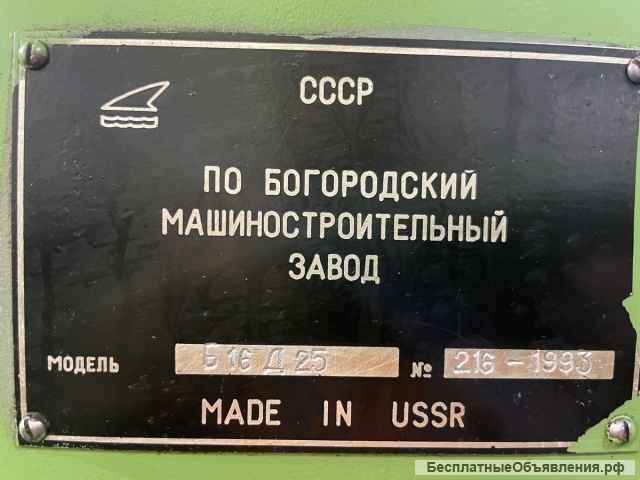 СССР
ПО БОГОРОДСКИЙ
МАШИНОСТРОИТЕЛЬНЫЙ
ЗАВОД
МОДЕЛЬ Б16Д25 № 216-1993
MADE IN USSR
БесплатныеОбъявления.рф